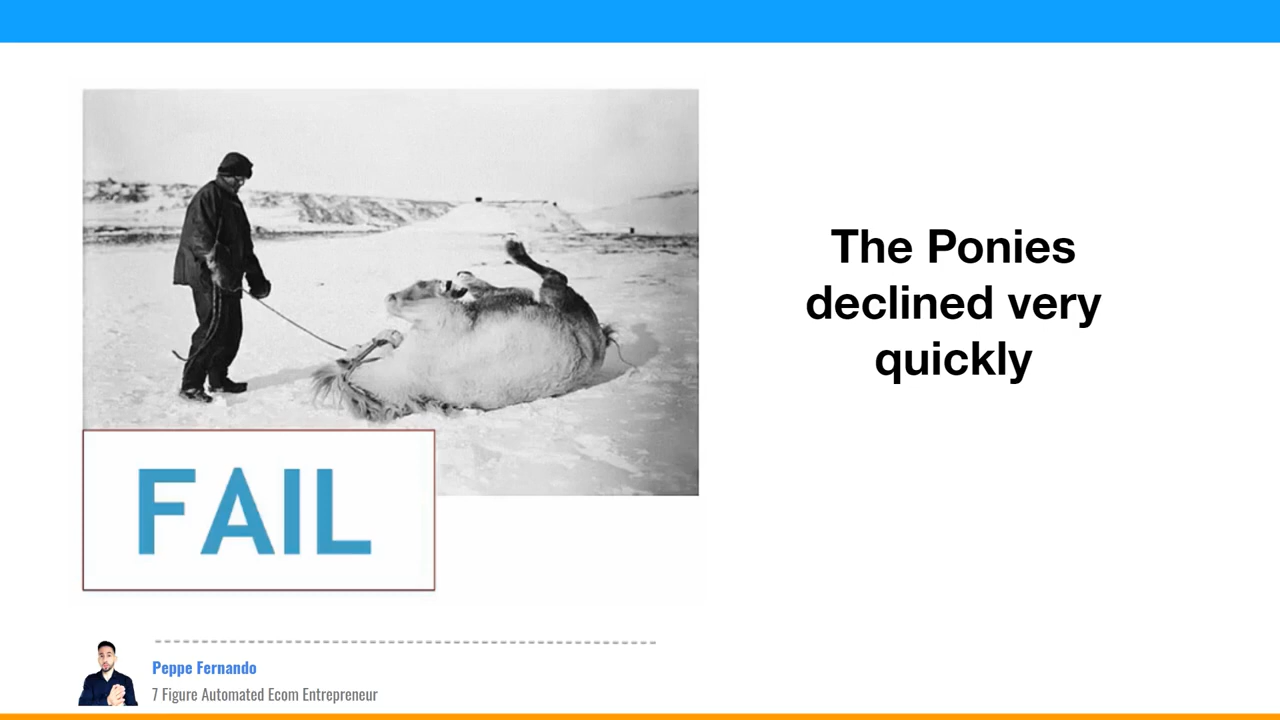 The Ponies
declined very
quickly
FAIL
Peppe Fernando
7 Figure Automated Ecom Entrepreneur